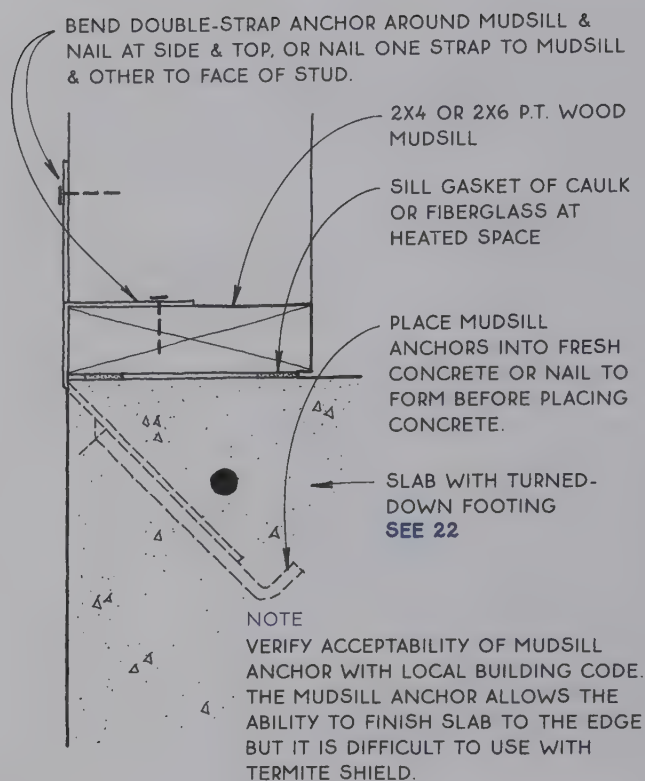 BEND DOUBLE-STRAP ANCHOR AROUND MUDSILL &
NAIL AT SIDE & TOP, OR NAIL ONE STRAP TO MUDSILL
& OTHER TO FACE OF STUD.
2X4 OR 2X6 P.T. WOOD
MUDSILL
SILL GASKET OF CAULK
OR FIBERGLASS AT
HEATED SPACE
PLACE MUDSILL
ANCHORS INTO FRESH
CONCRETE OR NAIL TO
FORM BEFORE PLACING
CONCRETE.
SLAB WITH TURNED-
DOWN FOOTING
SEE 22
NOTE
VERIFY ACCEPTABILITY OF MUDSILL
ANCHOR WITH LOCAL BUILDING CODE.
THE MUDSILL ANCHOR ALLOWS THE
ABILITY TO FINISH SLAB TO THE EDGE
BUT IT IS DIFFICULT TO USE WITH
TERMITE SHIELD.